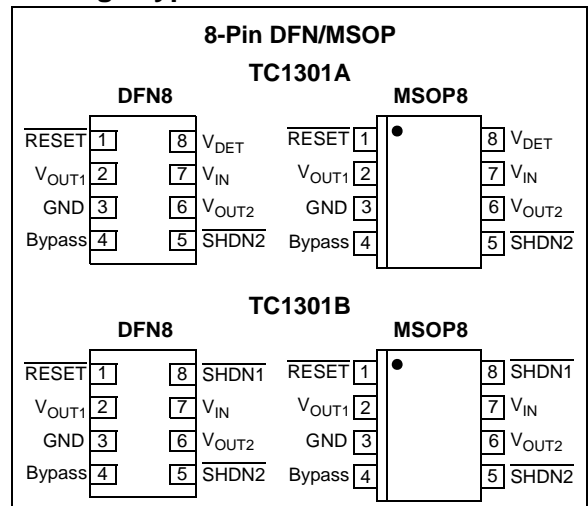 8-Pin DFN/MSOP
TC1301A
DFN8 MSOP8
RESET 1 8 VDET RESET 1 8 VDET
VOUT1 2 7 VIN VOUT1 2 7 VIN
GND 3 6 VOUT2 GND 3 6 VOUT2
Bypass 4 5 SHDN2 Bypass 4 5 SHDN2
TC1301B
DFN8 MSOP8
RESET 1 8 SHDN1 RESET 1 8 SHDN1
VOUT1 2 7 VIN VOUT1 2 7 VIN
GND 3 6 VOUT2 GND 3 6 VOUT2
Bypass 4 5 SHDN2 Bypass 4 5 SHDN2